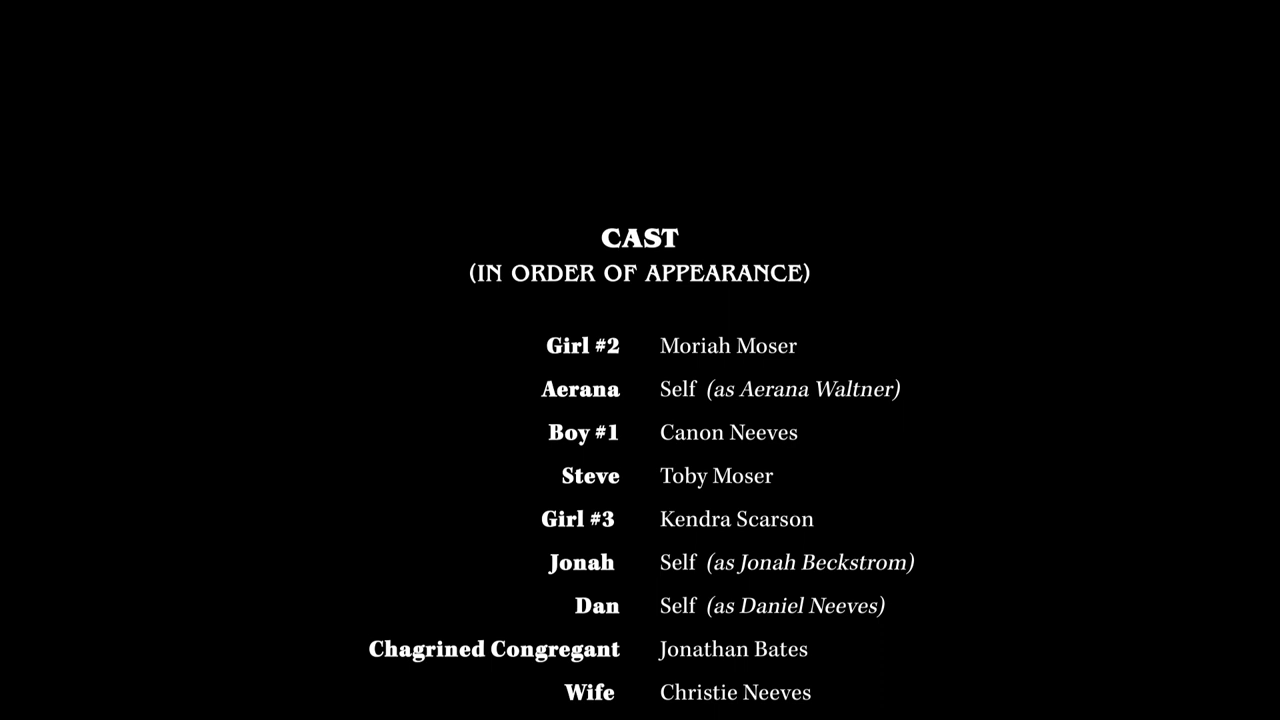 CAST
(IN ORDER OF APPEARANCE)
Girl #2 Moriah Moser
Aerana Self (as Aerana Waltner)
Boy #1 Canon Neeves
Steve Toby Moser
Girl #3 Kendra Scarson
Jonah Self (as Jonah Beckstrom)
Dan Self (as Daniel Neeves)
Chagrined Congregant Jonathan Bates
Wife Christie Neeves